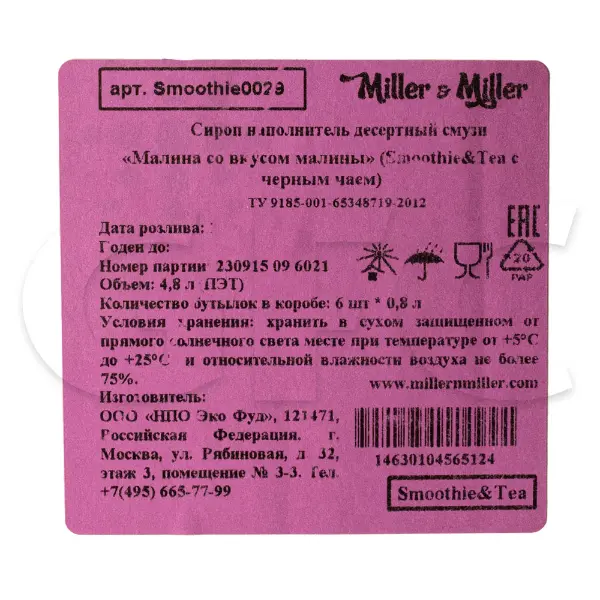 арт. Smoothie0029
Miller & Miller
Сироп наполнитель десертный смузи
«Малина со вкусом малины» (Smoothie&Tea с
черным чаем)
ТУ 9185-001-65348719-2012
Дата розлива:
Годен до:
Номер партии 230915 09 6021
Объем: 4,8 л (ПЭТ)
Количество бутылок в коробе: 6 шт * 0,8 л
Условия хранения: хранить в сухом защищенном от
прямого солнечного света месте при температуре от +5°С
до +25°С и относительной влажности воздуха не более
75%.
www.millernmiller.com
Изготовитель:
ООО «НПО Эко Фуд», 121471,
Российская Федерация. г.
Москва, ул. Рябиновая, д 32,
этаж 3, помещение № 3-3. Тел.
+7(495) 665-77-99
EAC
20
PAP
14630104565124
Smoothie&Tea